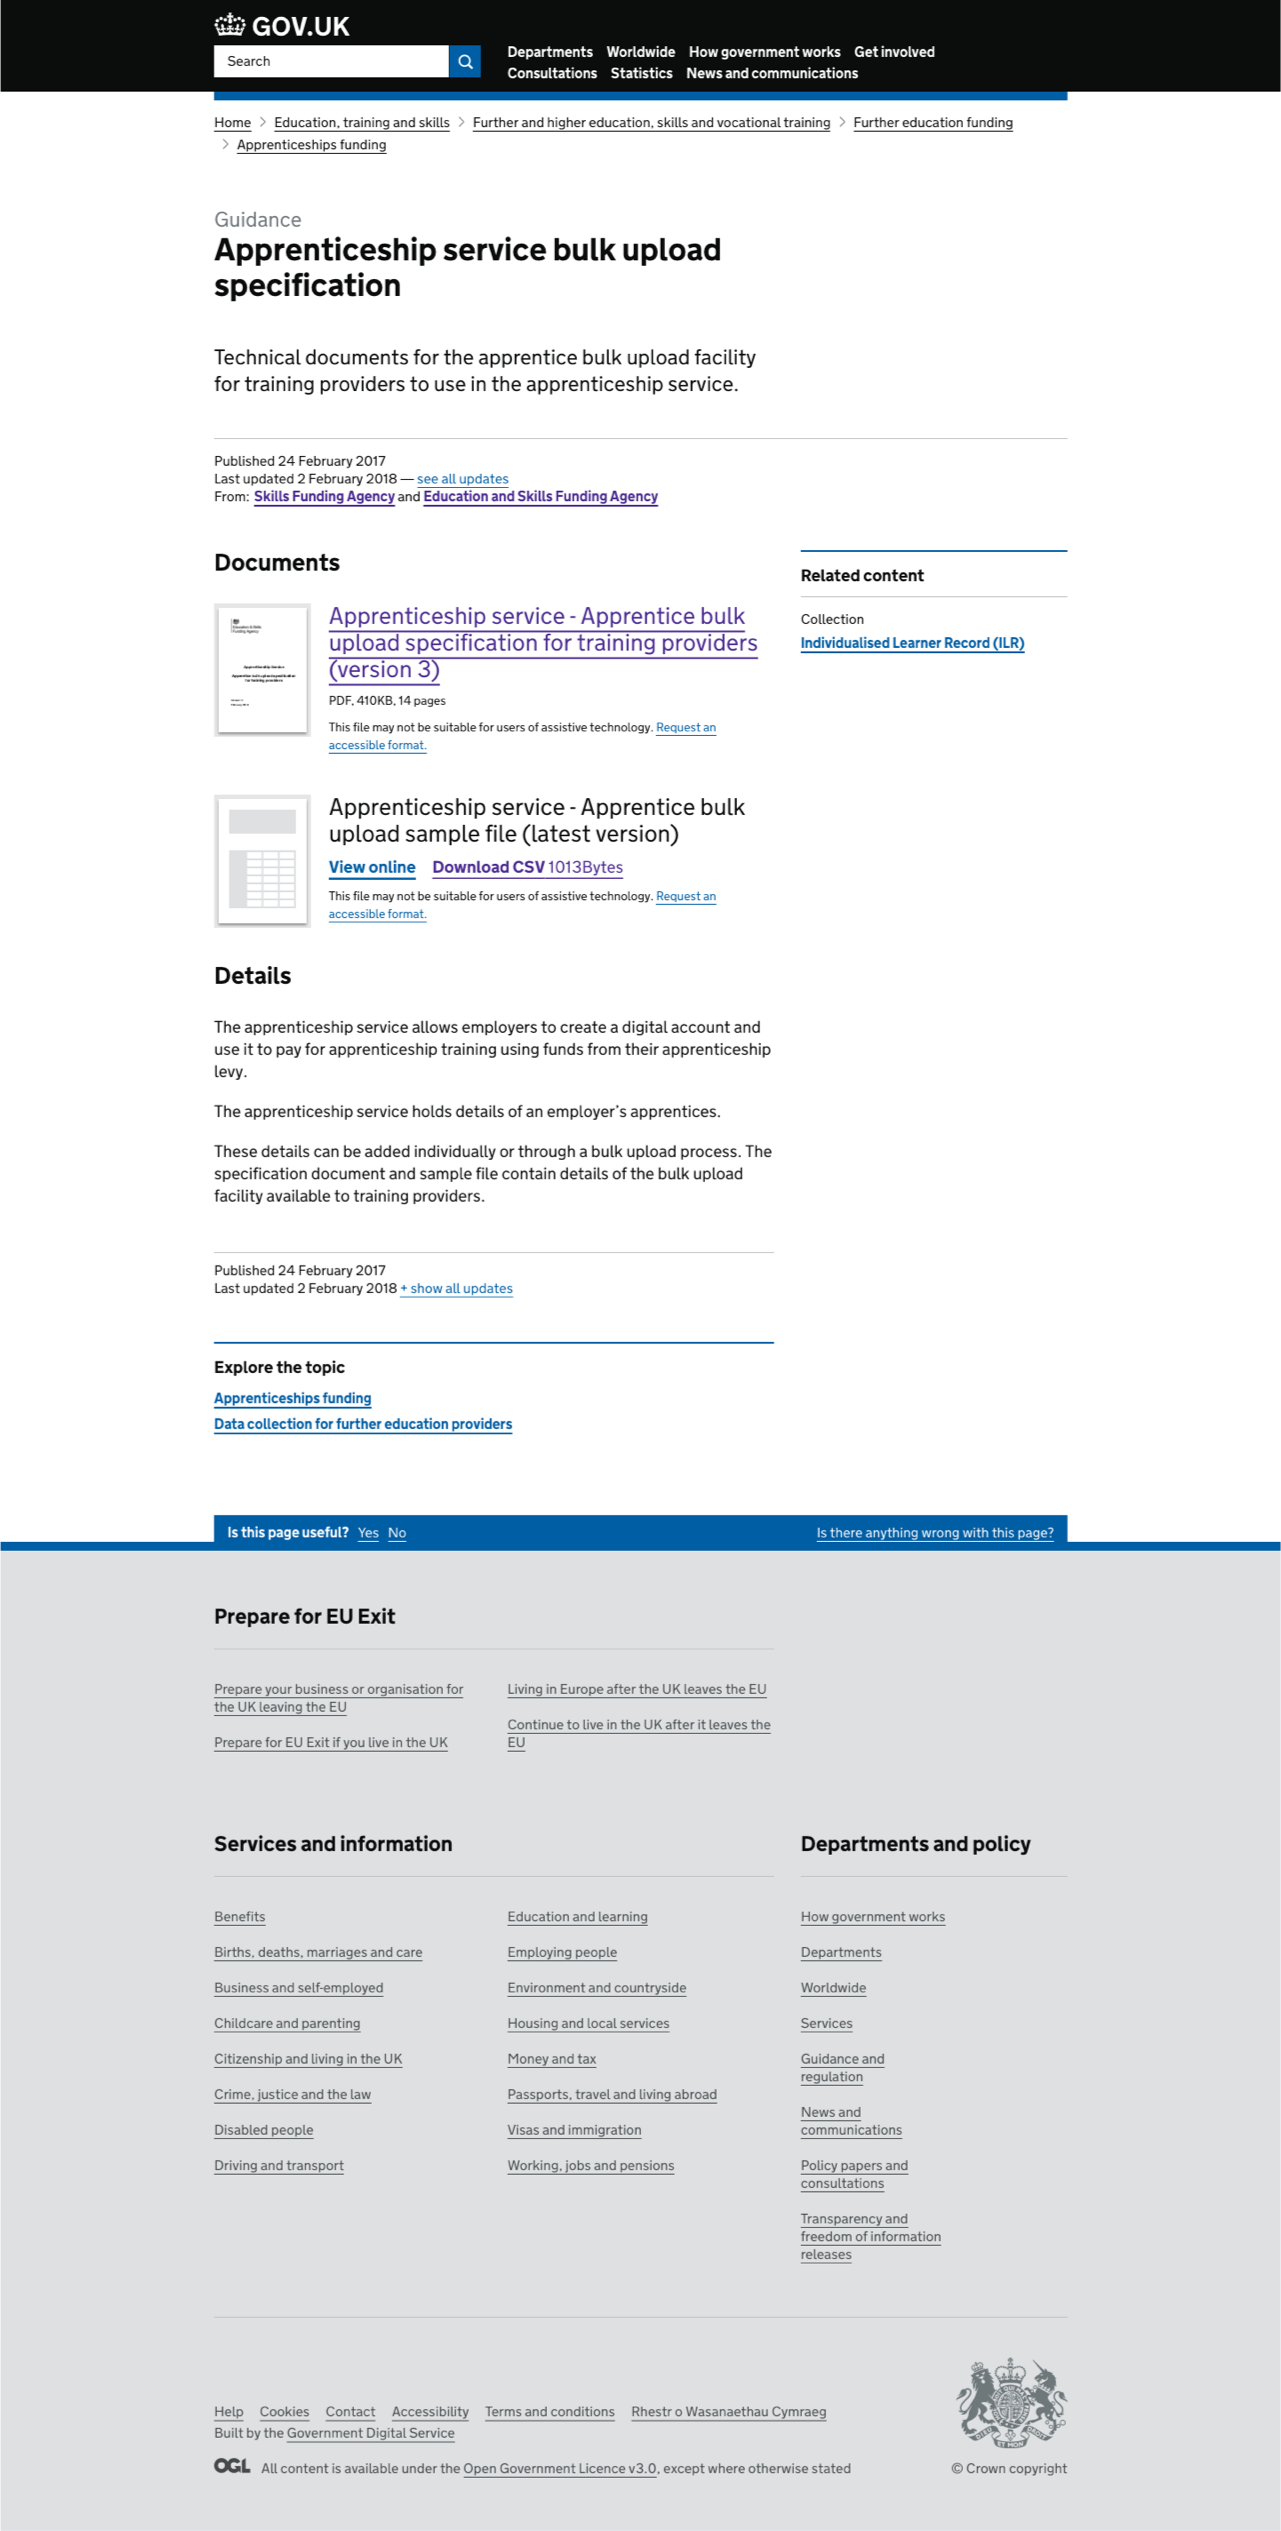 GOV.UK
Search
Departments Worldwide How government works Get involved
Consultations Statistics News and communications
Home > Education, training and skills > Further and higher education, skills and vocational training > Further education funding
> Apprenticeships funding
Guidance
Apprenticeship service bulk upload
specification
Technical documents for the apprentice bulk upload facility
for training providers to use in the apprenticeship service.
Published 24 February 2017
Last updated 2 February 2018 — see all updates
From: Skills Funding Agency and Education and Skills Funding Agency
Documents
Education & Skills
Funding Agency
Apprenticeship Service
Apprentice bulk upload specification
for training providers
Apprenticeship service - Apprentice bulk
upload specification for training providers
(version 3)
PDF, 410KB, 14 pages
This file may not be suitable for users of assistive technology. Request an
accessible format.
Apprenticeship service - Apprentice bulk
upload sample file (latest version)
View online Download CSV 1013Bytes
This file may not be suitable for users of assistive technology. Request an
accessible format.
Related content
Collection
Individualised Learner Record (ILR)
Details
The apprenticeship service allows employers to create a digital account and
use it to pay for apprenticeship training using funds from their apprenticeship
levy.
The apprenticeship service holds details of an employer's apprentices.
These details can be added individually or through a bulk upload process. The
specification document and sample file contain details of the bulk upload
facility available to training providers.
Published 24 February 2017
Last updated 2 February 2018 + show all updates
Explore the topic
Apprenticeships funding
Data collection for further education providers
Is this page useful? Yes No
Is there anything wrong with this page?
Prepare for EU Exit
Prepare your business or organisation for
the UK leaving the EU
Prepare for EU Exit if you live in the UK
Living in Europe after the UK leaves the EU
Continue to live in the UK after it leaves the
EU
Services and information
Benefits
Births, deaths, marriages and care
Business and self-employed
Childcare and parenting
Citizenship and living in the UK
Crime, justice and the law
Disabled people
Driving and transport
Education and learning
Employing people
Environment and countryside
Housing and local services
Money and tax
Passports, travel and living abroad
Visas and immigration
Working, jobs and pensions
Departments and policy
How government works
Departments
Worldwide
Services
Guidance and
regulation
News and
communications
Policy papers and
consultations
Transparency and
freedom of information
releases
Help Cookies Contact Accessibility Terms and conditions Rhestr o Wasanaethau Cymraeg
Built by the Government Digital Service
OGL All content is available under the Open Government Licence v3.0, except where otherwise stated
© Crown copyright